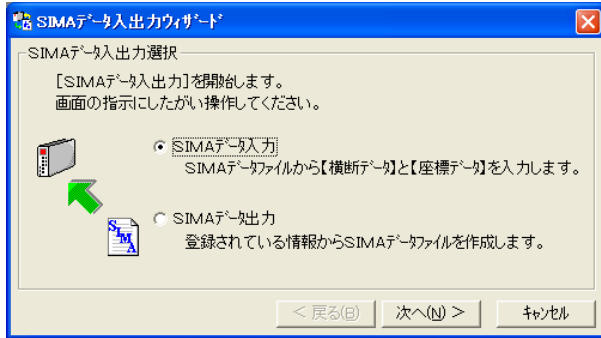 SIMAﾃﾞｰﾀ入出力ｳｨｻﾞｰﾄﾞ
SIMAﾃﾞｰﾀ入出力選択
[SIMAﾃﾞｰﾀ入出力]を開始します。
画面の指示にしたがい操作してください。
SIMAﾃﾞｰﾀ入力
SIMAﾃﾞｰﾀﾌｧｲﾙから【横断ﾃﾞｰﾀ】と【座標ﾃﾞｰﾀ】を入力します。
SIMA
SIMAﾃﾞｰﾀ出力
登録されている情報からSIMAﾃﾞｰﾀﾌｧｲﾙを作成します。
< 戻る(B) 次へ(N) > ｷｬﾝｾﾙ